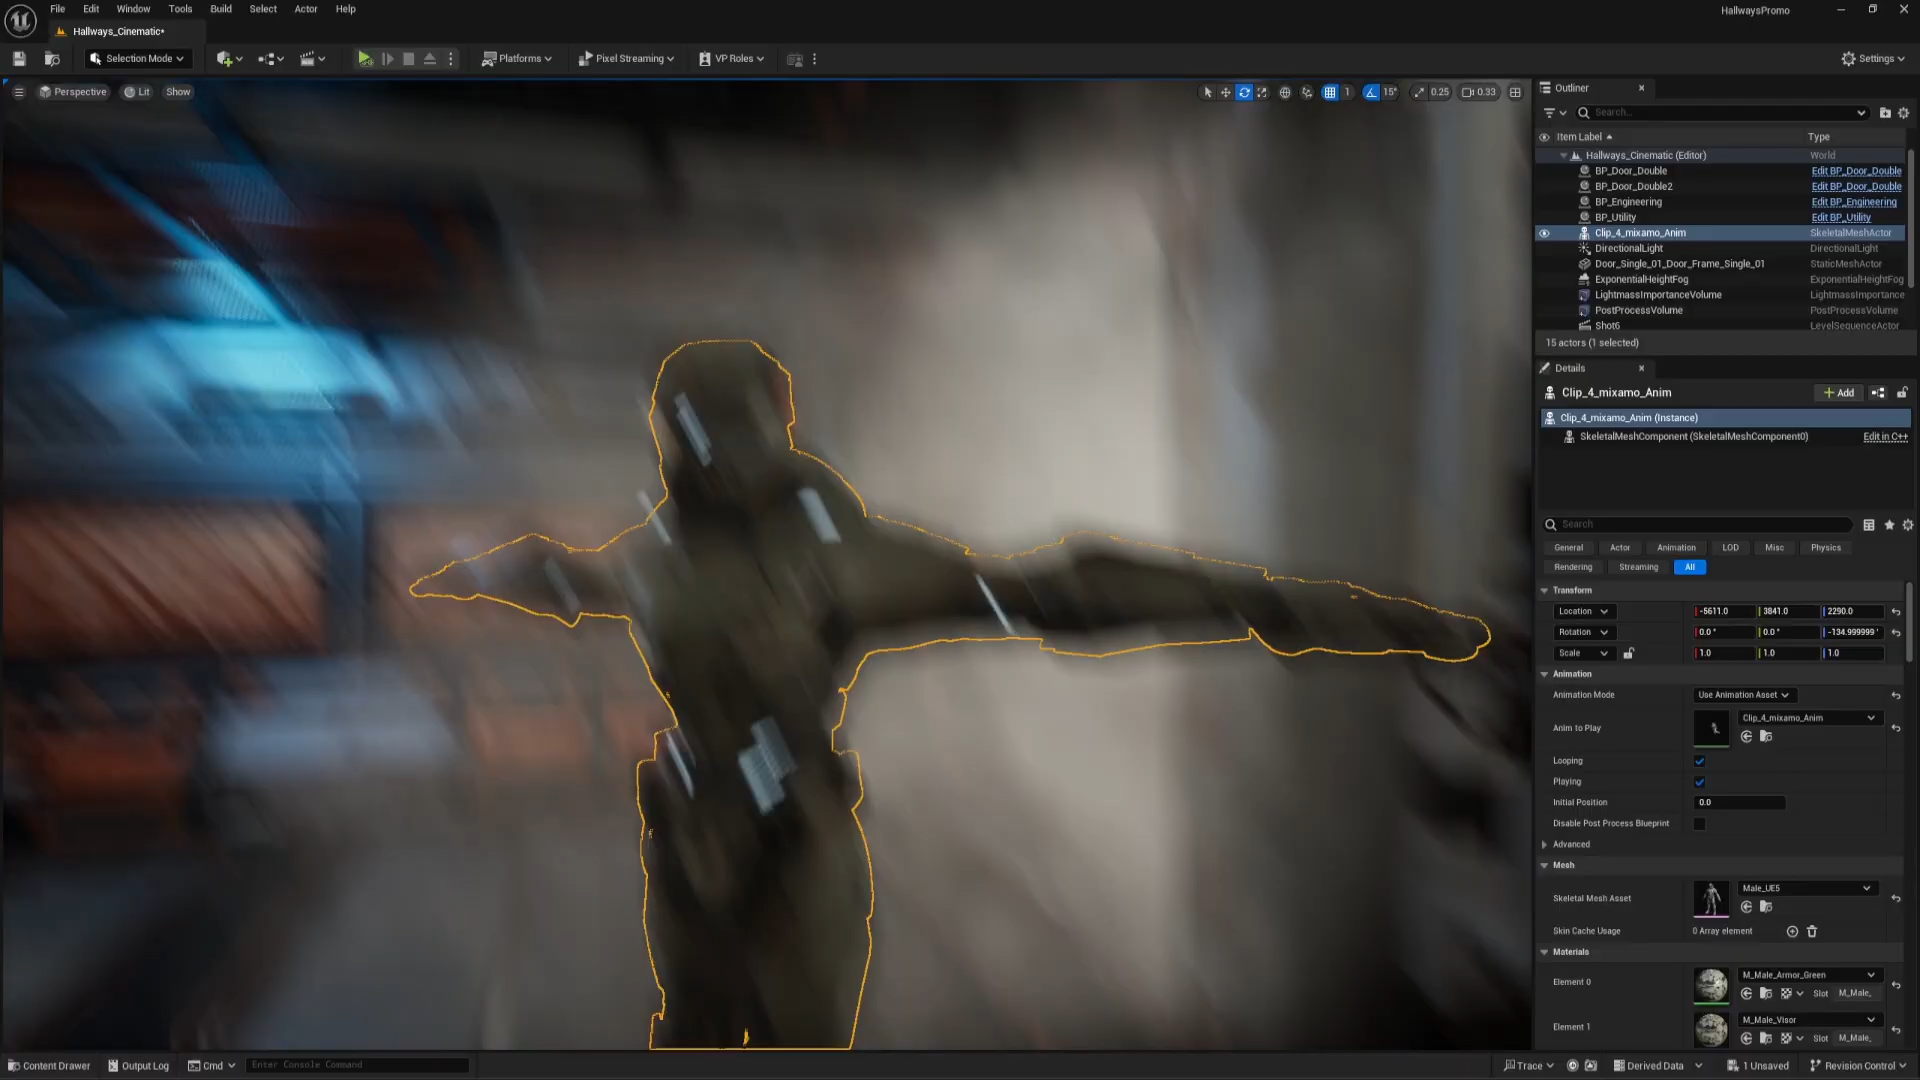 File Edit Window Tools Build Select Actor Help
HallwaysPromo
Hallways_Cinematic*
Selection Mode
Platforms
Pixel Streaming
VP Roles
Settings
Perspective Lit Show
1 15° 0.25 0.33
Outliner
Search...
Item Label Type
Hallways_Cinematic (Editor) World
BP_Door_Double Edit BP_Door_Double
BP_Door_Double2 Edit BP_Door_Double
BP_Engineering Edit BP_Engineering
BP_Utility Edit BP_Utility
Clip_4_mixamo_Anim SkeletalMeshActor
DirectionalLight DirectionalLight
Door_Single_01_Door_Frame_Single_01 StaticMeshActor
ExponentialHeightFog ExponentialHeightFog
LightmassImportanceVolume LightmassImportance
PostProcessVolume PostProcessVolume
Shot6 LevelSequenceActor
15 actors (1 selected)
Details
Clip_4_mixamo_Anim
Add
Clip_4_mixamo_Anim (Instance)
SkeletalMeshComponent (SkeletalMeshComponent0) Edit in C++
Search
General Actor Animation LOD Misc Physics
Rendering Streaming All
Transform
Location -5611.0 3841.0 2290.0
Rotation 0.0 ° 0.0 ° -134.999999 °
Scale 1.0 1.0 1.0
Animation
Animation Mode Use Animation Asset
Anim to Play Clip_4_mixamo_Anim
Looping
Playing
Initial Position 0.0
Disable Post Process Blueprint
Advanced
Mesh
Skeletal Mesh Asset Male_UE5
Skin Cache Usage 0 Array element
Materials
Element 0 M_Male_Armor_Green
Slot M_Male_
Element 1 M_Male_Visor
Slot M_Male_
Content Drawer Output Log Cmd Enter Console Command
Trace Derived Data 1 Unsaved Revision Control